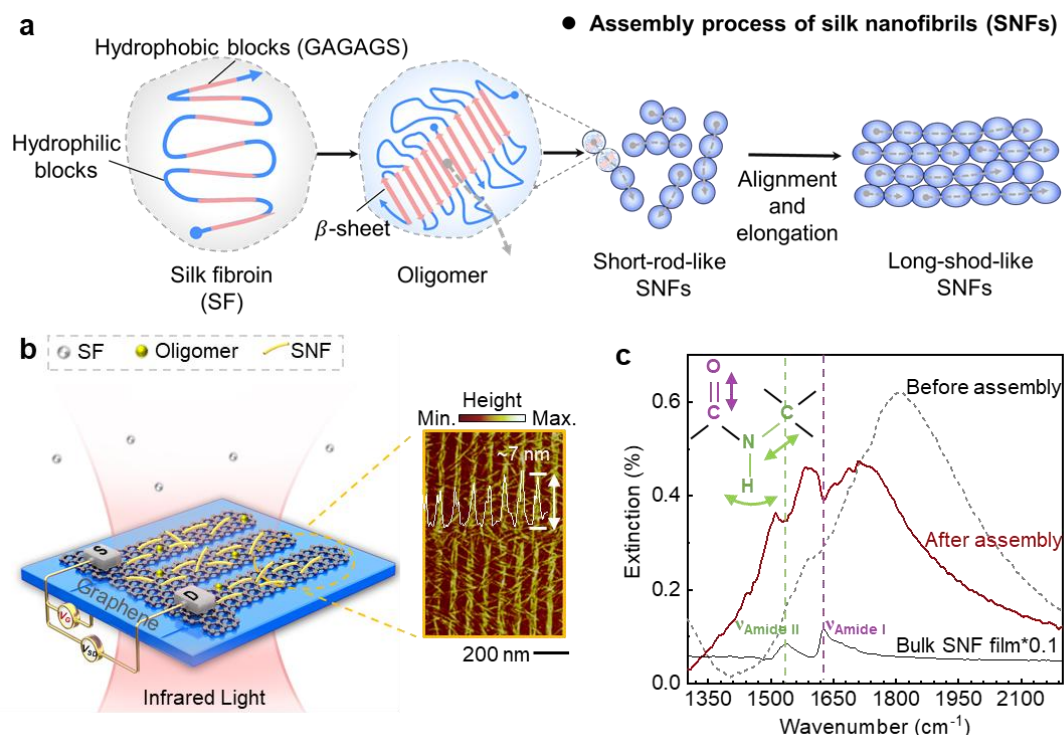 a
● Assembly process of silk nanofibrils (SNFs)
Hydrophobic blocks (GAGAGS)
Hydrophilic
blocks
β-sheet
Silk fibroin
(SF)
Oligomer
Short-rod-like
SNFs
Alignment
and
elongation
Long-shod-like
SNFs
b
SF Oligomer SNF
Height
Min. Max.
~7 nm
S
D
Graphene
VG
VSD
Infrared Light
200 nm
c
Extinction (%)
0.6
0.4
0.2
0.0
O
C
N
H
C
Before assembly
After assembly
νAmide II
νAmide I
Bulk SNF film*0.1
1350 1500 1650 1800 1950 2100
Wavenumber (cm⁻¹)